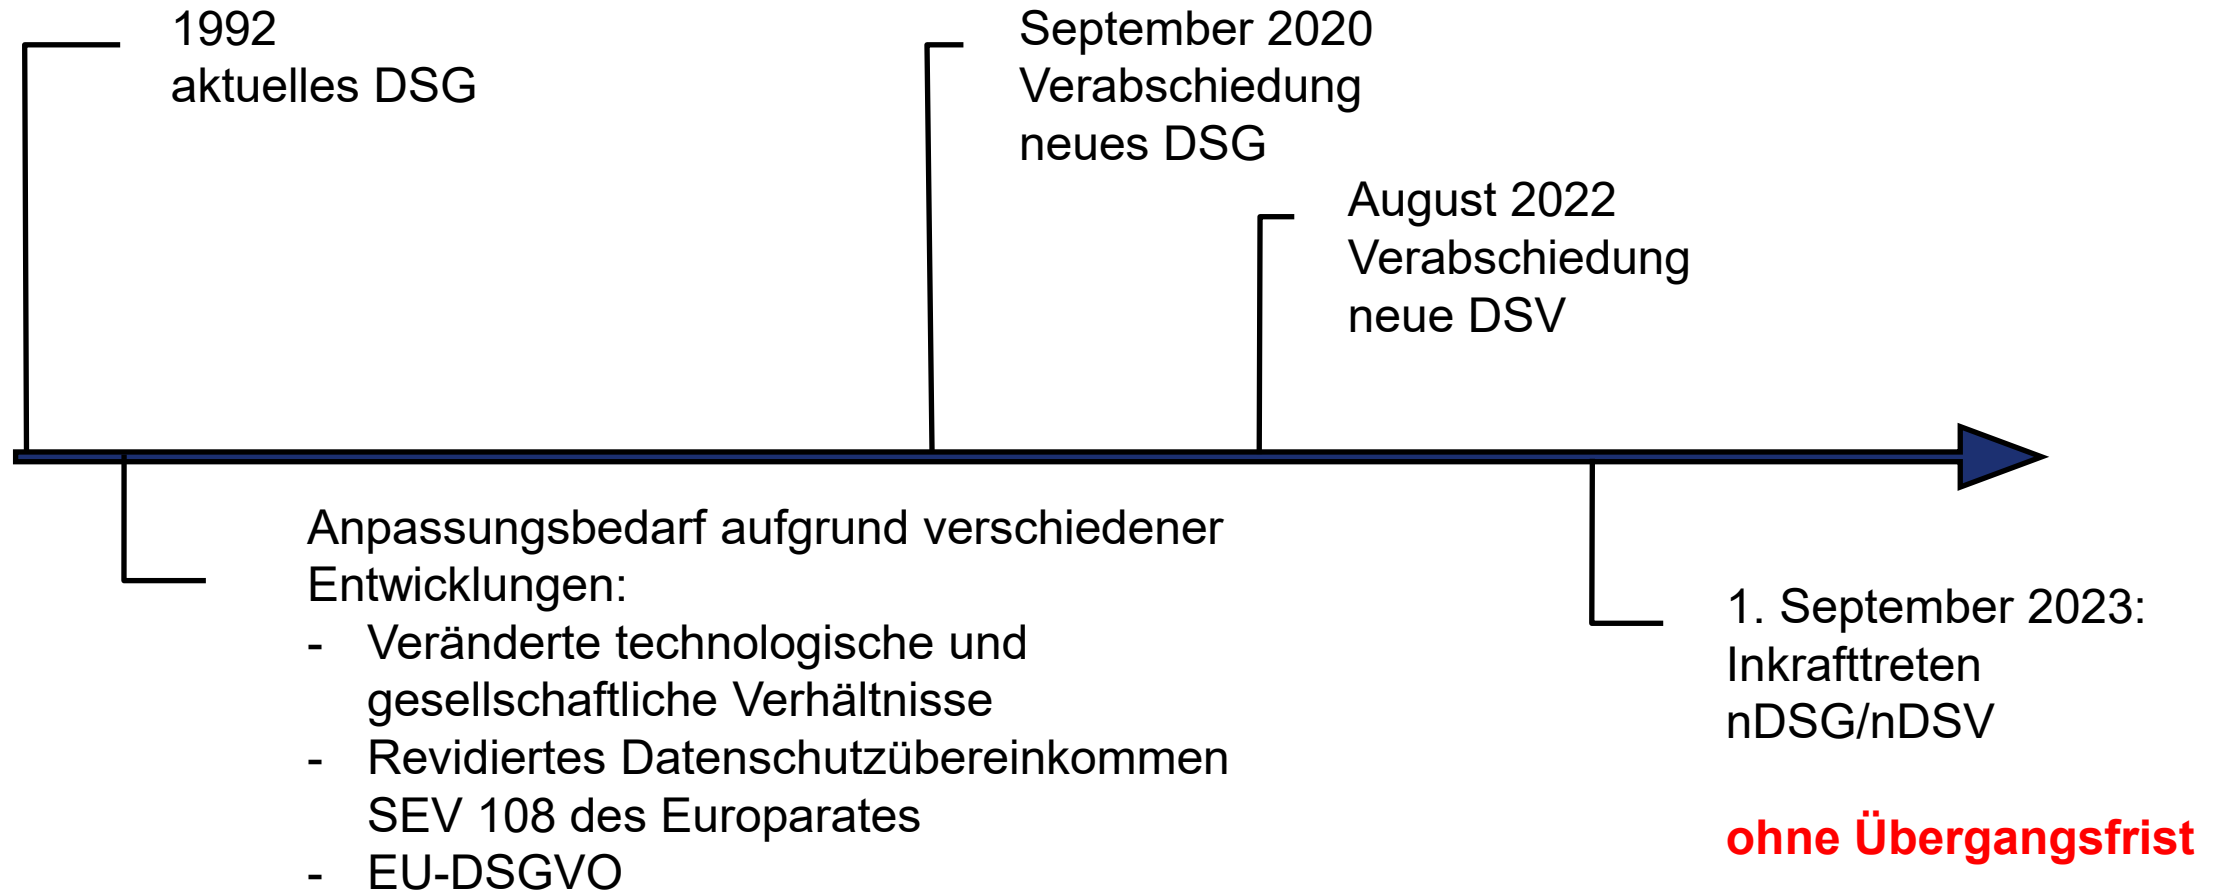 1992
aktuelles DSG
September 2020
Verabschiedung
neues DSG
August 2022
Verabschiedung
neue DSV
Anpassungsbedarf aufgrund verschiedener
Entwicklungen:
- Veränderte technologische und
gesellschaftliche Verhältnisse
- Revidiertes Datenschutzübereinkommen
SEV 108 des Europarates
- EU-DSGVO
1. September 2023:
Inkrafttreten
nDSG/nDSV
ohne Übergangsfrist